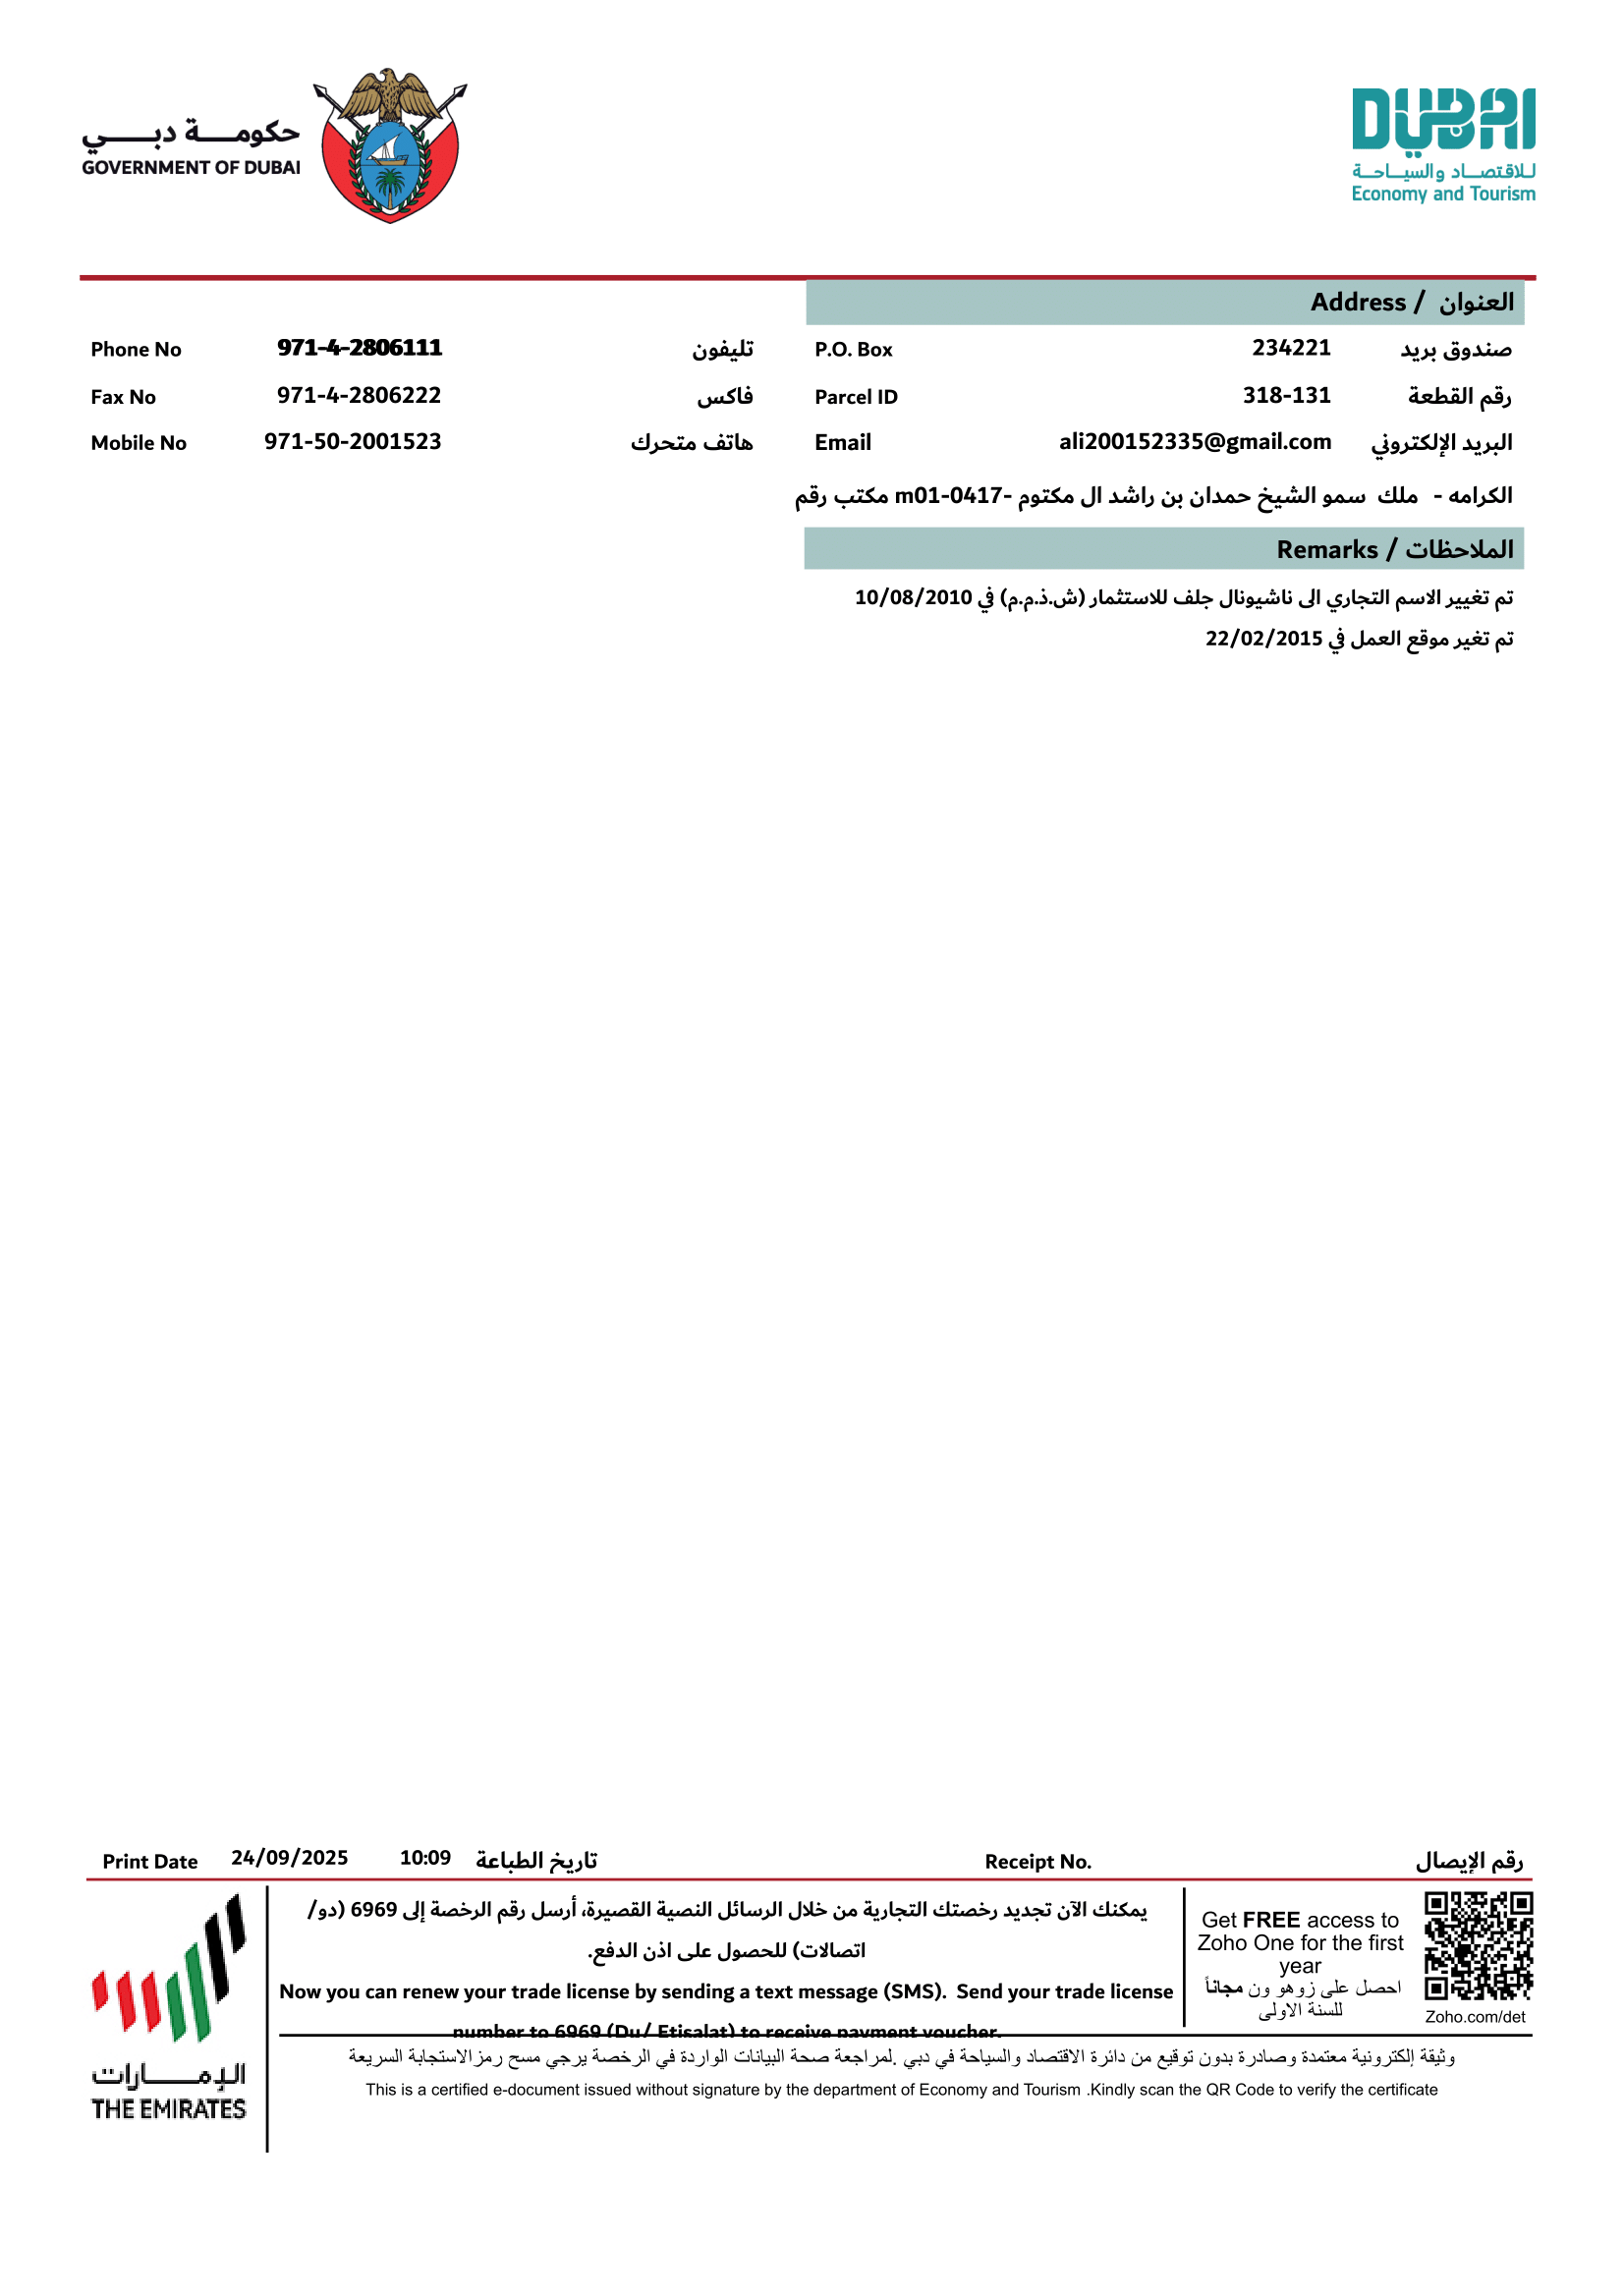 حكومة دبي
GOVERNMENT OF DUBAI
DUBAI
للاقتصاد والسياحة
Economy and Tourism
Address / العنوان
Phone No 971-4-2806111 تليفون P.O. Box 234221 صندوق بريد
Fax No 971-4-2806222 فاكس Parcel ID 318-131 رقم القطعة
Mobile No 971-50-2001523 هاتف متحرك Email ali200152335@gmail.com البريد الإلكتروني
الكرامه - ملك سمو الشيخ حمدان بن راشد ال مكتوم -m01-0417 مكتب رقم
Remarks / الملاحظات
تم تغيير الاسم التجاري الى ناشيونال جلف للاستثمار (ش.ذ.م.م) في 10/08/2010
تم تغير موقع العمل في 22/02/2015
Print Date 24/09/2025 10:09 تاريخ الطباعة Receipt No. رقم الإيصال
يمكنك الآن تجديد رخصتك التجارية من خلال الرسائل النصية القصيرة، أرسل رقم الرخصة إلى 6969 (دو/
اتصالات) للحصول على اذن الدفع.
Now you can renew your trade license by sending a text message (SMS). Send your trade license
number to 6969 (Du/ Etisalat) to receive payment voucher.
Get FREE access to
Zoho One for the first
year
احصل على زوهو ون مجاناً
للسنة الاولى
Zoho.com/det
وثيقة إلكترونية معتمدة وصادرة بدون توقيع من دائرة الاقتصاد والسياحة في دبي .لمراجعة صحة البيانات الواردة في الرخصة يرجي مسح رمزالاستجابة السريعة
This is a certified e-document issued without signature by the department of Economy and Tourism .Kindly scan the QR Code to verify the certificate
الإمارات
THE EMIRATES